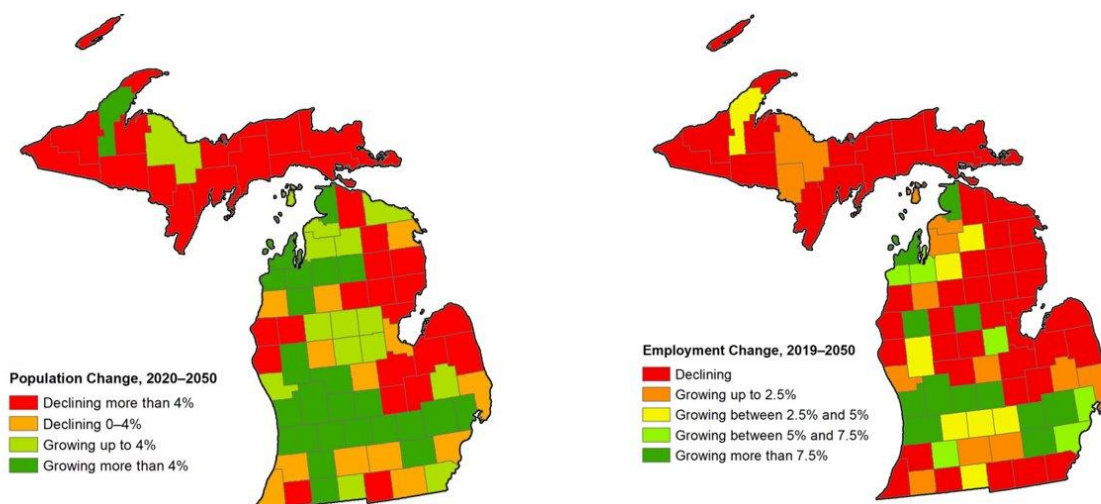 Population Change, 2020–2050
Declining more than 4%
Declining 0–4%
Growing up to 4%
Growing more than 4%
Employment Change, 2019–2050
Declining
Growing up to 2.5%
Growing between 2.5% and 5%
Growing between 5% and 7.5%
Growing more than 7.5%